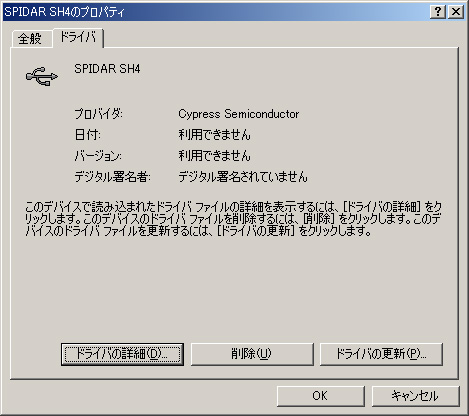 SPIDAR SH4のプロパティ
全般 ドライバ
SPIDAR SH4
プロバイダ: Cypress Semiconductor
日付: 利用できません
バージョン: 利用できません
デジタル署名者: デジタル署名されていません
このデバイスで読み込まれたドライバ ファイルの詳細を表示するには、[ドライバの詳細] をク
リックします。このデバイスのドライバ ファイルを削除するには、[削除] をクリックします。このデ
バイスのドライバ ファイルを更新するには、[ドライバの更新] をクリックします。
ドライバの詳細(D)... 削除(U) ドライバの更新(P)...
OK キャンセル